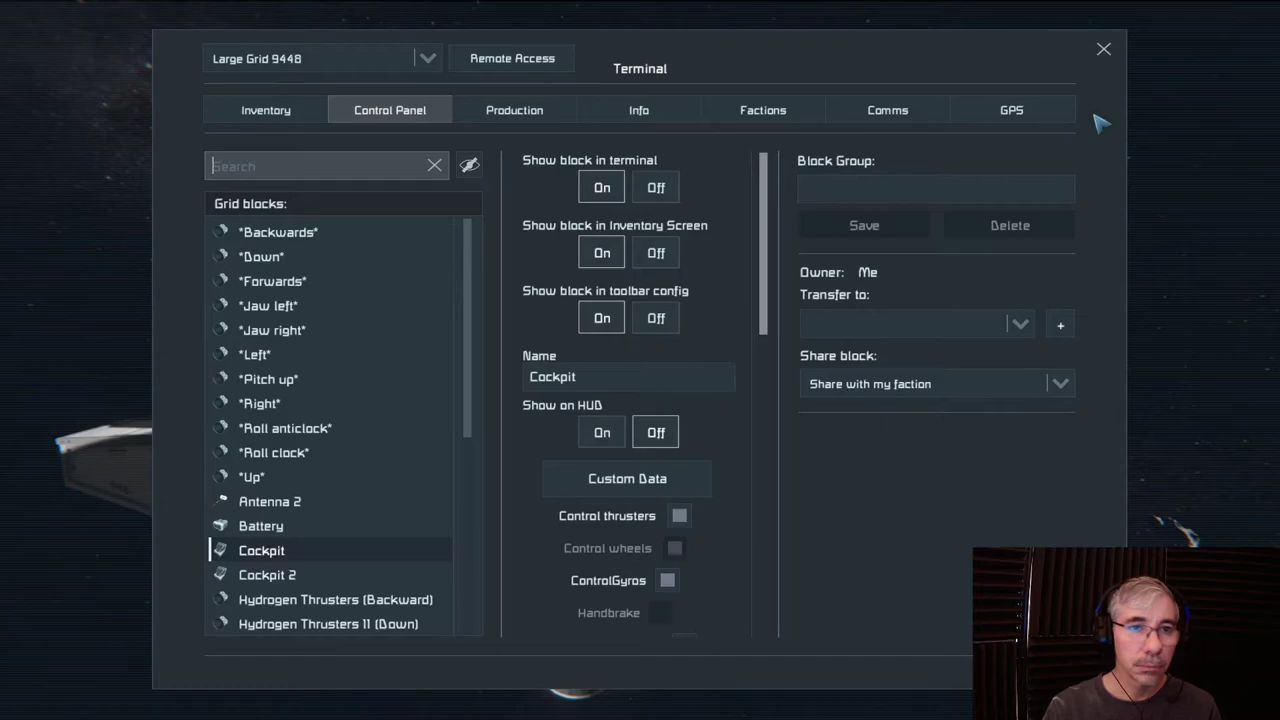 Large Grid 9448
Remote Access
Terminal
Inventory
Control Panel
Production
Info
Factions
Comms
GPS
Search
Grid blocks:
*Backwards*
*Down*
*Forwards*
*Jaw left*
*Jaw right*
*Left*
*Pitch up*
*Right*
*Roll anticlock*
*Roll clock*
*Up*
Antenna 2
Battery
Cockpit
Cockpit 2
Hydrogen Thrusters (Backward)
Hydrogen Thrusters 11 (Down)
Show block in terminal
On Off
Show block in Inventory Screen
On Off
Show block in toolbar config
On Off
Name
Cockpit
Show on HUD
On Off
Custom Data
Control thrusters
Control wheels
ControlGyros
Handbrake
Block Group:
Save Delete
Owner: Me
Transfer to:
+
Share block:
Share with my faction